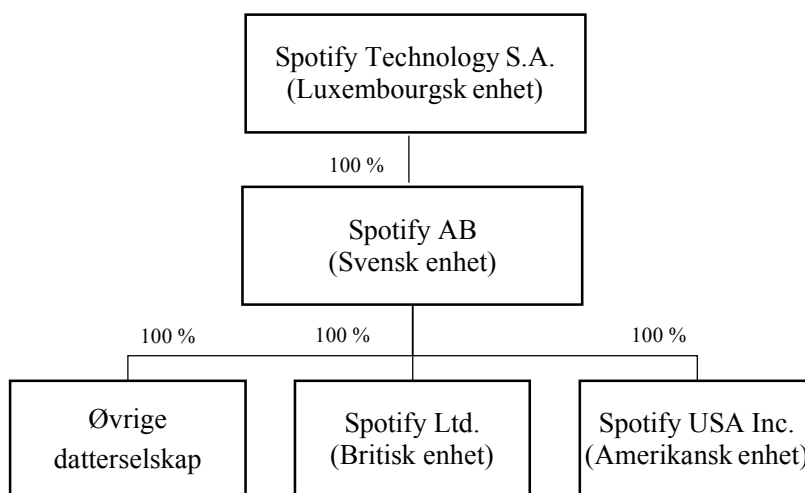 Spotify Technology S.A.
(Luxembourgsk enhet)
100 %
Spotify AB
(Svensk enhet)
100 %
100 %
100 %
Øvrige
datterselskap
Spotify Ltd.
(Britisk enhet)
Spotify USA Inc.
(Amerikansk enhet)